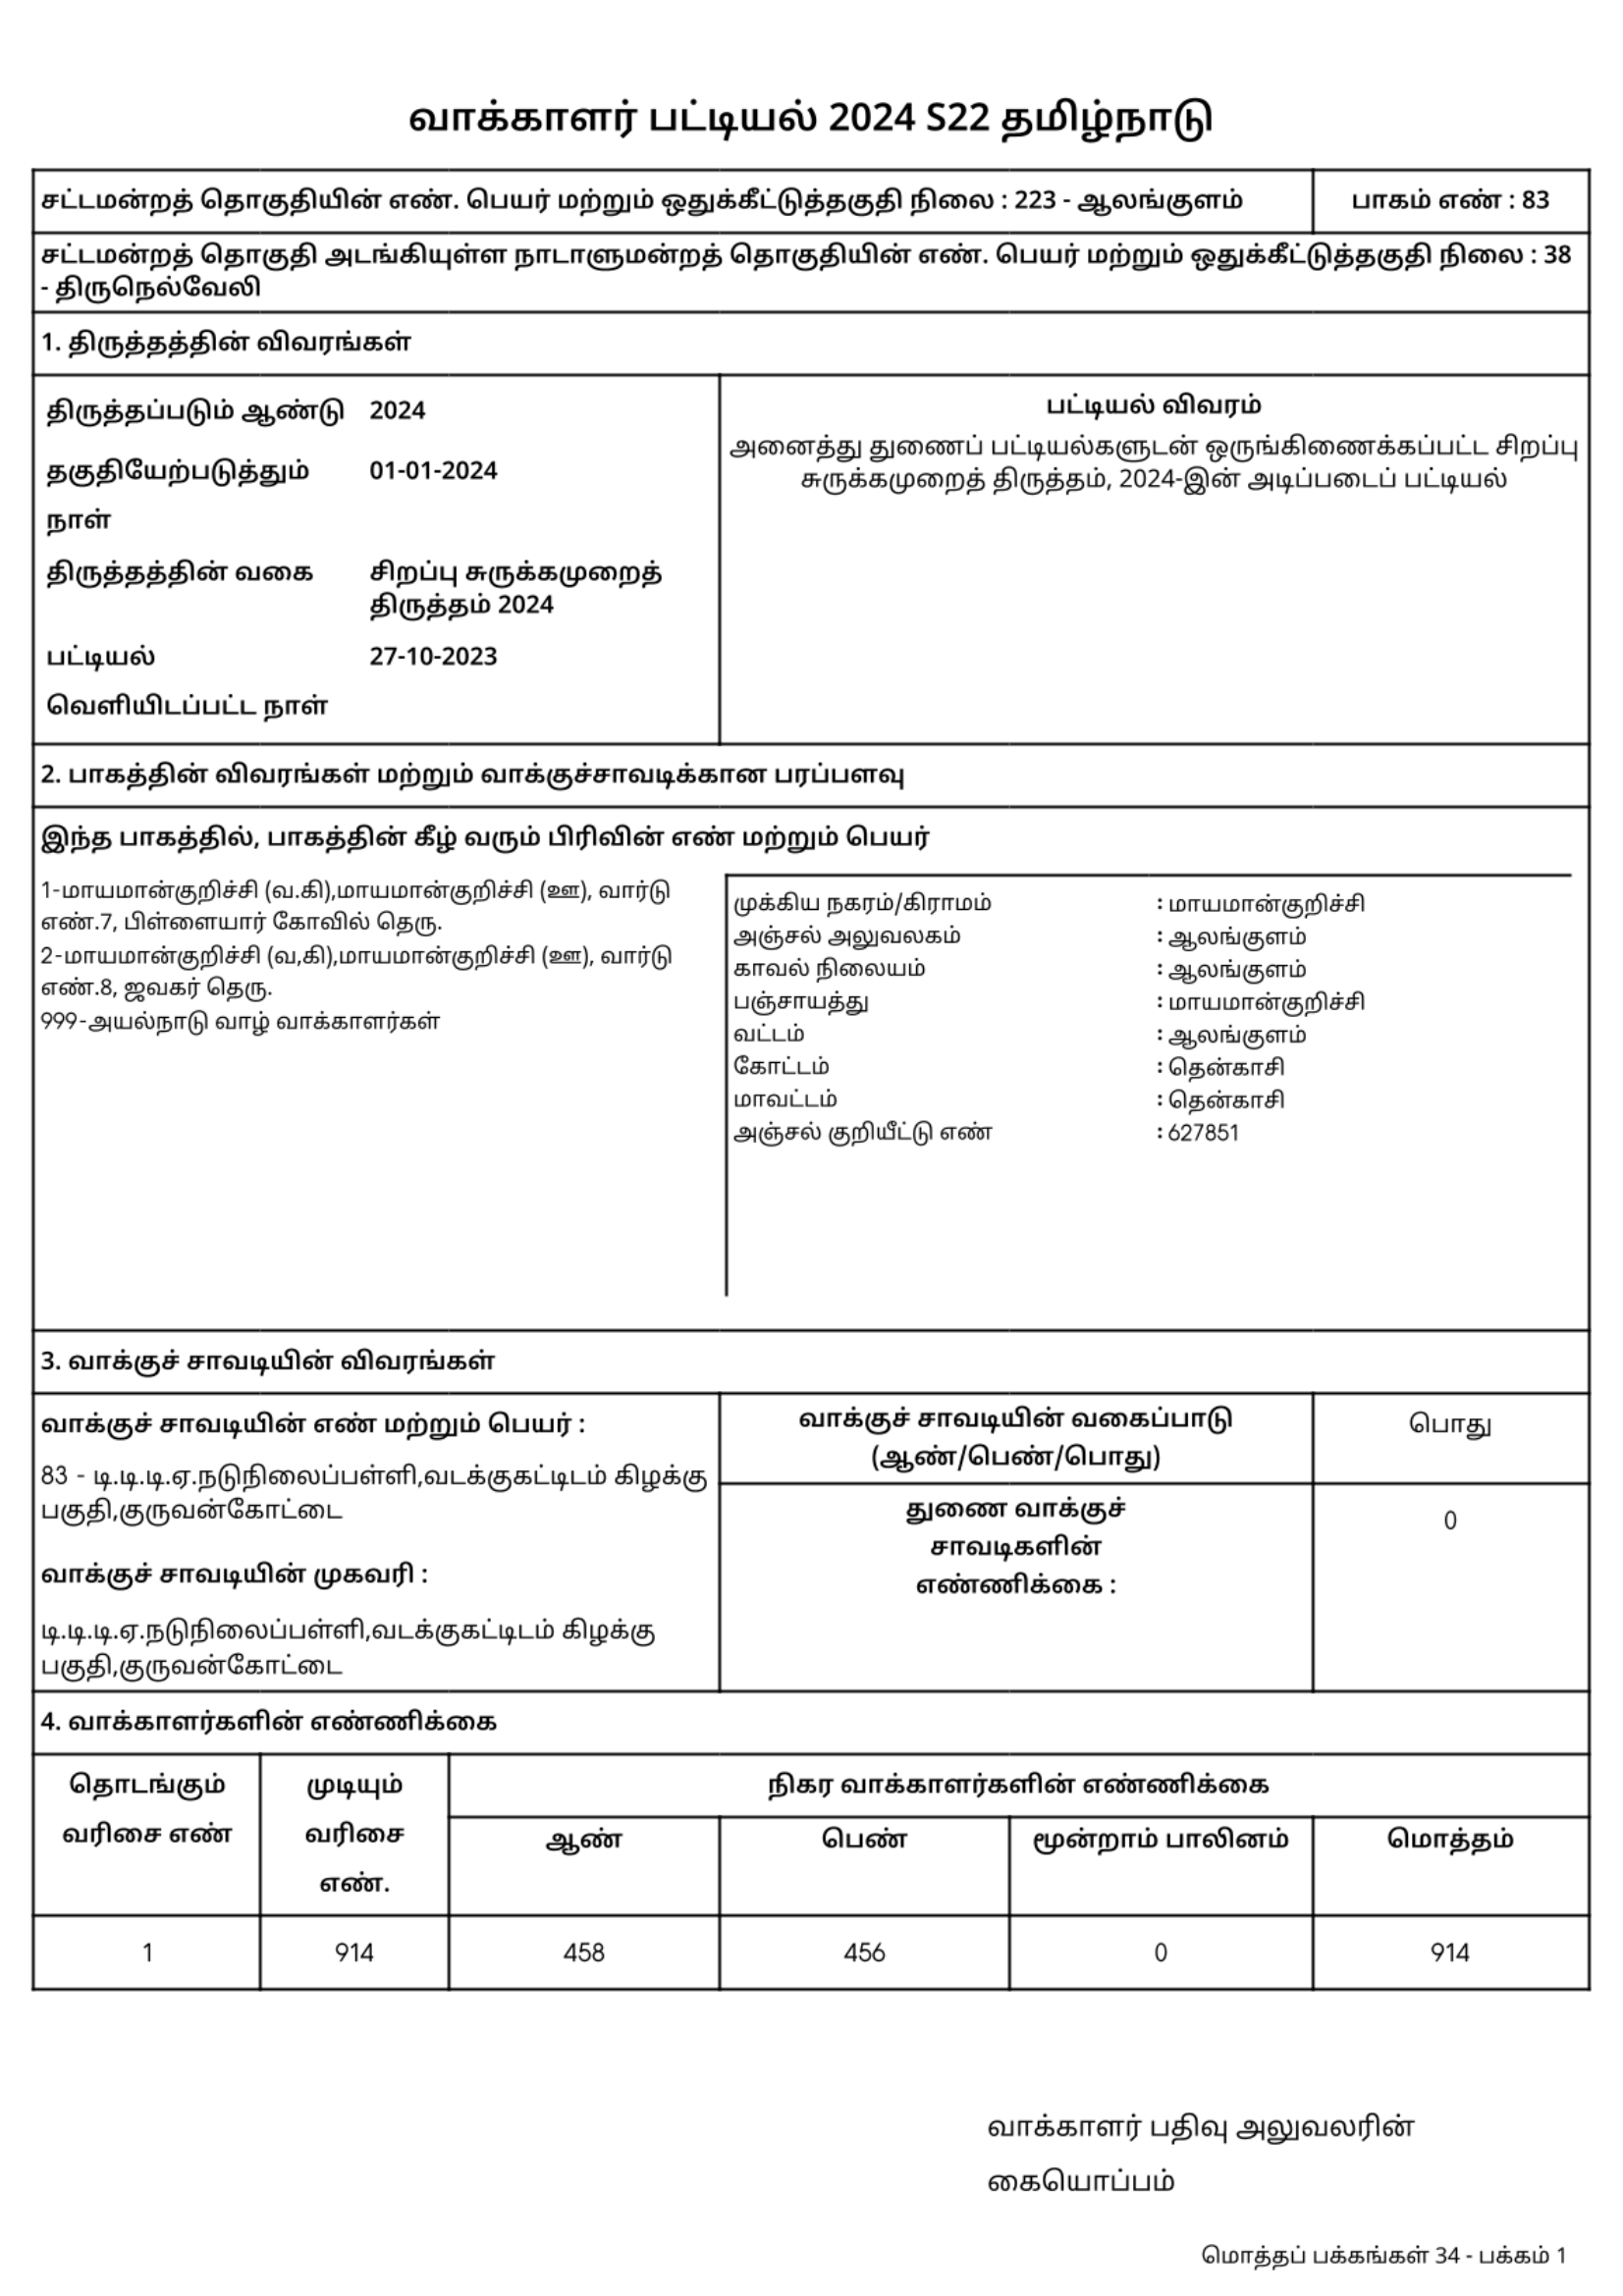 வாக்காளர் பட்டியல் 2024 S22 தமிழ்நாடு
சட்டமன்றத் தொகுதியின் எண். பெயர் மற்றும் ஒதுக்கீட்டுத்தகுதி நிலை : 223 - ஆலங்குளம்
பாகம் எண் : 83
சட்டமன்றத் தொகுதி அடங்கியுள்ள நாடாளுமன்றத் தொகுதியின் எண். பெயர் மற்றும் ஒதுக்கீட்டுத்தகுதி நிலை : 38
- திருநெல்வேலி
1. திருத்தத்தின் விவரங்கள்
திருத்தப்படும் ஆண்டு 2024
தகுதியேற்படுத்தும் 01-01-2024
நாள்
திருத்தத்தின் வகை சிறப்பு சுருக்கமுறைத்
திருத்தம் 2024
பட்டியல் 27-10-2023
வெளியிடப்பட்ட நாள்
பட்டியல் விவரம்
அனைத்து துணைப் பட்டியல்களுடன் ஒருங்கிணைக்கப்பட்ட சிறப்பு
சுருக்கமுறைத் திருத்தம், 2024-இன் அடிப்படைப் பட்டியல்
2. பாகத்தின் விவரங்கள் மற்றும் வாக்குச்சாவடிக்கான பரப்பளவு
இந்த பாகத்தில், பாகத்தின் கீழ் வரும் பிரிவின் எண் மற்றும் பெயர்
1-மாயமான்குறிச்சி (வ.கி),மாயமான்குறிச்சி (ஊ), வார்டு
எண்.7, பிள்ளையார் கோவில் தெரு.
2-மாயமான்குறிச்சி (வ,கி),மாயமான்குறிச்சி (ஊ), வார்டு
எண்.8, ஜவகர் தெரு.
999-அயல்நாடு வாழ் வாக்காளர்கள்
முக்கிய நகரம்/கிராமம் : மாயமான்குறிச்சி
அஞ்சல் அலுவலகம் : ஆலங்குளம்
காவல் நிலையம் : ஆலங்குளம்
பஞ்சாயத்து : மாயமான்குறிச்சி
வட்டம் : ஆலங்குளம்
கோட்டம் : தென்காசி
மாவட்டம் : தென்காசி
அஞ்சல் குறியீட்டு எண் : 627851
3. வாக்குச் சாவடியின் விவரங்கள்
வாக்குச் சாவடியின் எண் மற்றும் பெயர் :
83 - டி.டி.டி.ஏ.நடுநிலைப்பள்ளி,வடக்குகட்டிடம் கிழக்கு
பகுதி,குருவன்கோட்டை
வாக்குச் சாவடியின் முகவரி :
டி.டி.டி.ஏ.நடுநிலைப்பள்ளி,வடக்குகட்டிடம் கிழக்கு
பகுதி,குருவன்கோட்டை
வாக்குச் சாவடியின் வகைப்பாடு
(ஆண்/பெண்/பொது)
பொது
துணை வாக்குச்
சாவடிகளின்
எண்ணிக்கை :
0
4. வாக்காளர்களின் எண்ணிக்கை
தொடங்கும்
வரிசை எண்
முடியும்
வரிசை
எண்.
நிகர வாக்காளர்களின் எண்ணிக்கை
ஆண் பெண் மூன்றாம் பாலினம் மொத்தம்
1 914 458 456 0 914
வாக்காளர் பதிவு அலுவலரின்
கையொப்பம்
மொத்தப் பக்கங்கள் 34 - பக்கம் 1